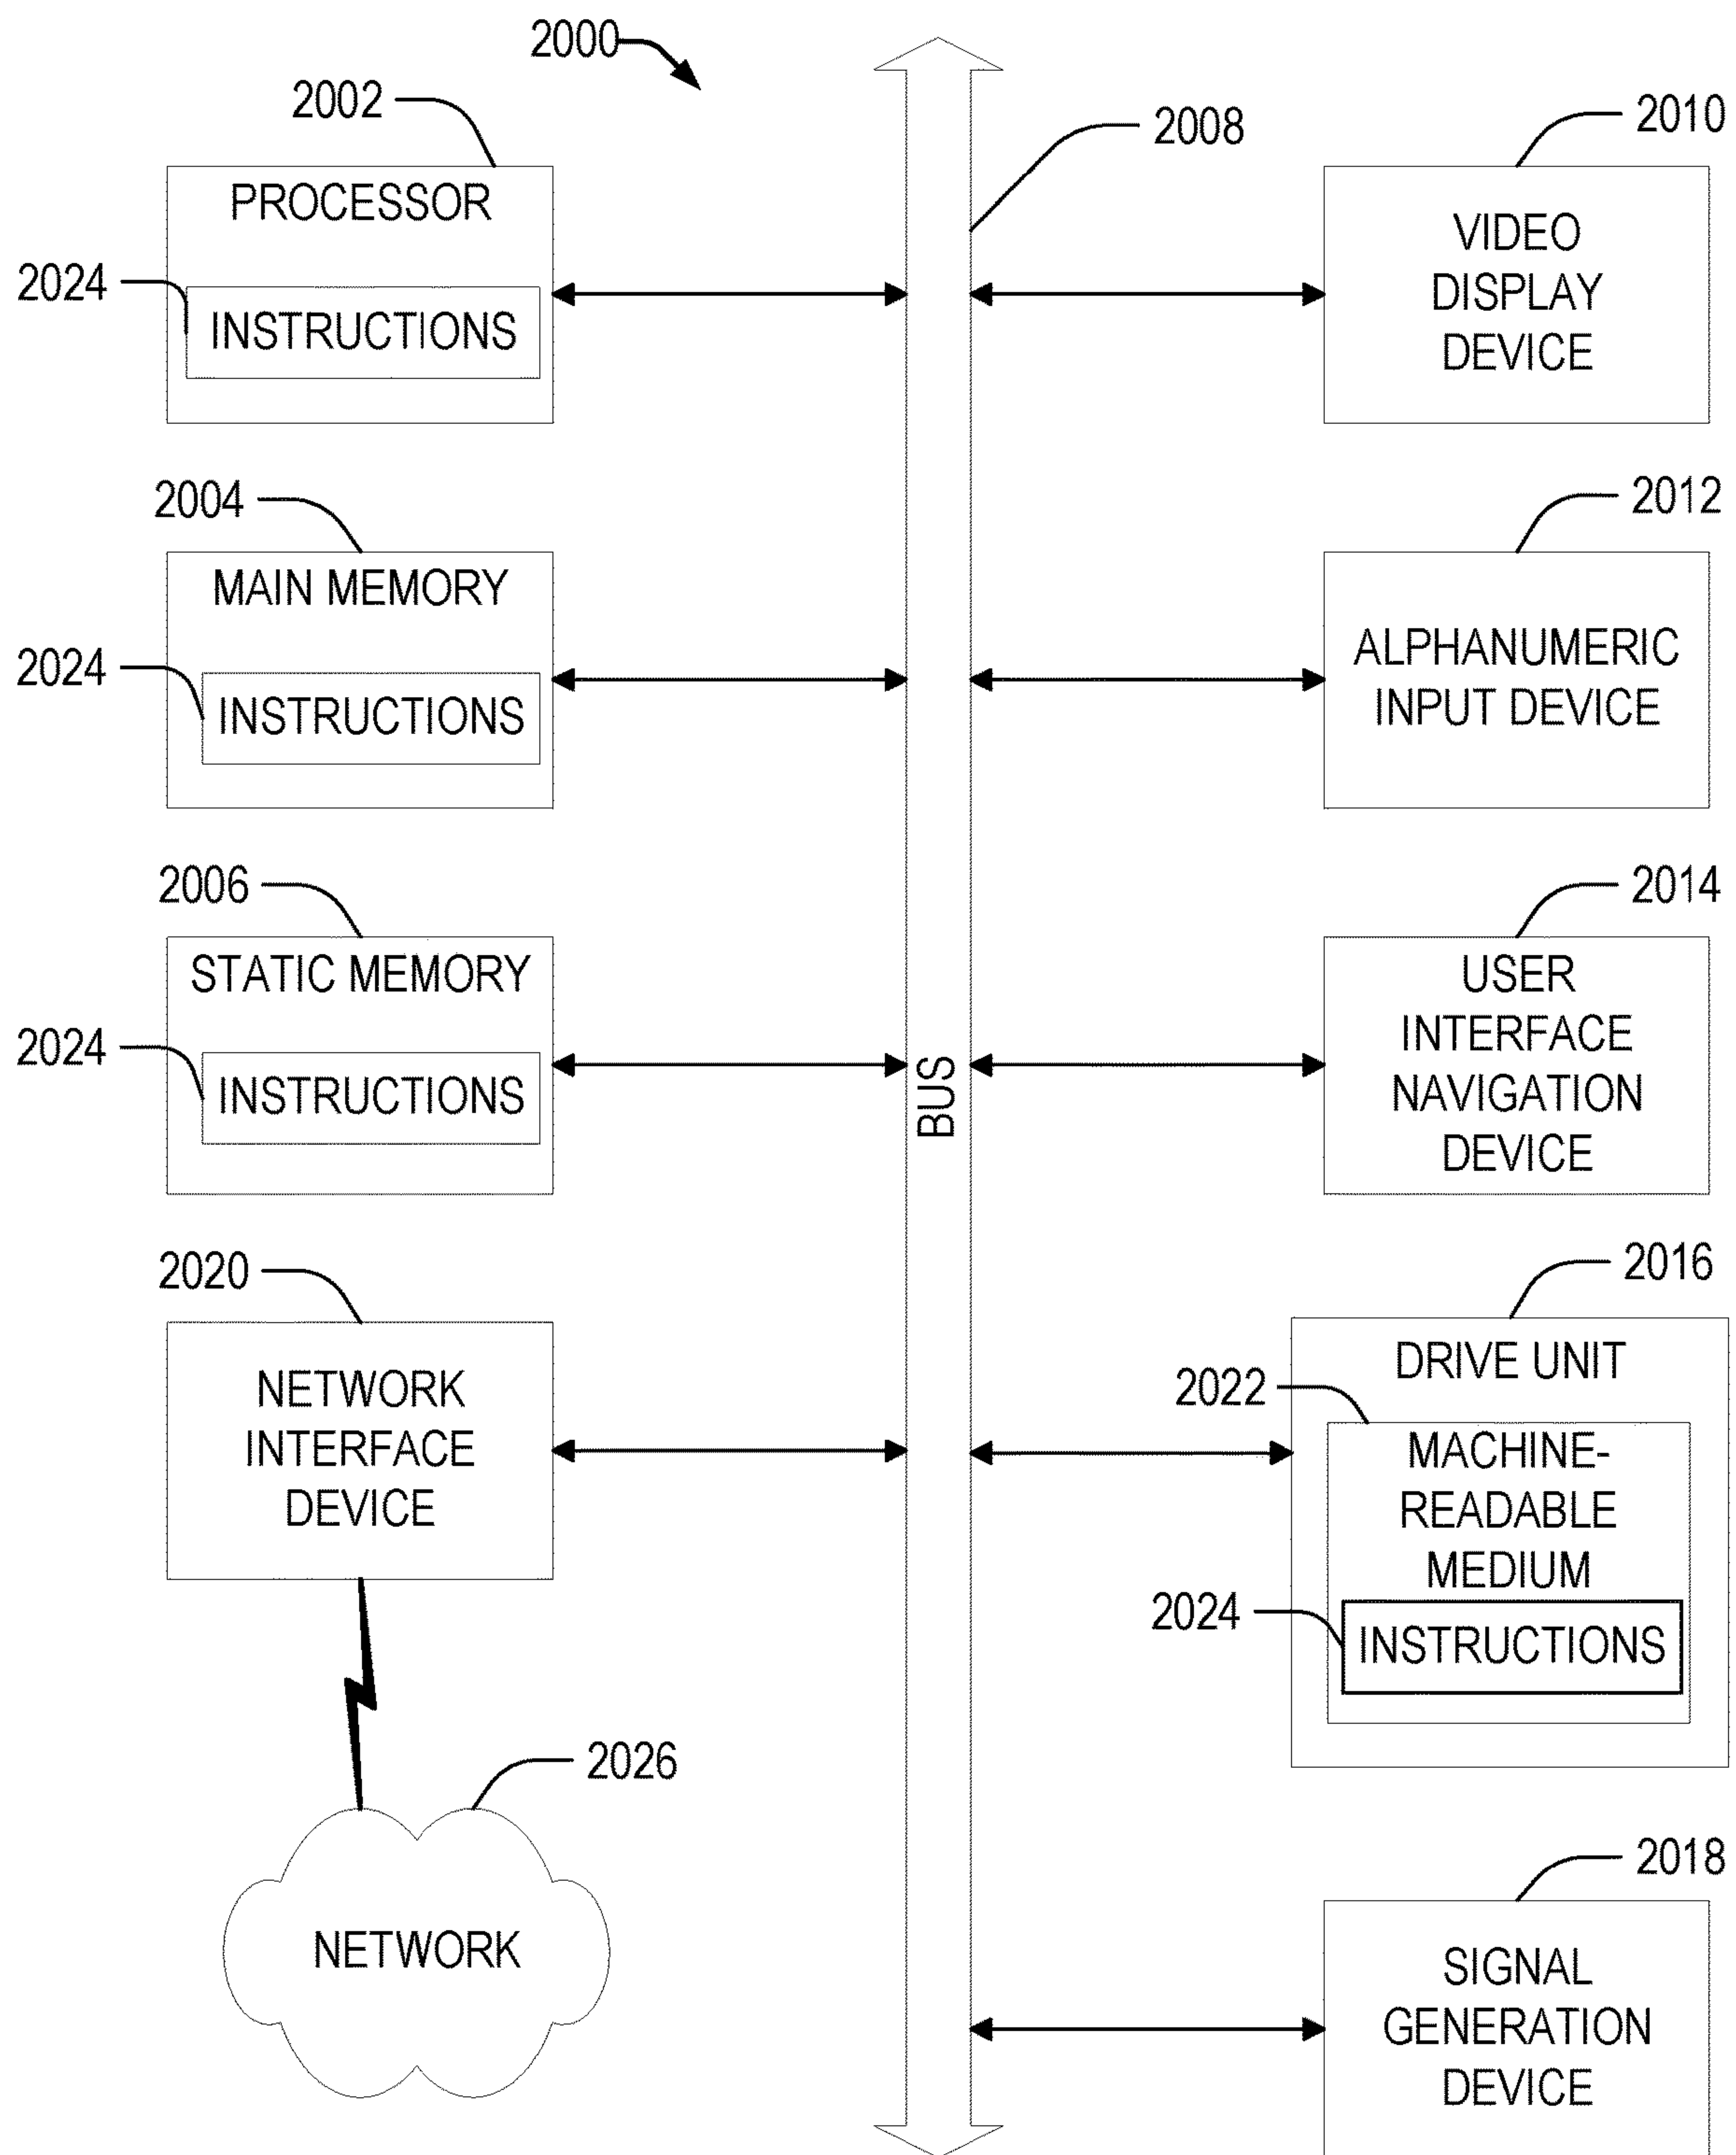 2000
2002
2008
2010
PROCESSOR
2024
INSTRUCTIONS
VIDEO
DISPLAY
DEVICE
2004
2012
MAIN MEMORY
2024
INSTRUCTIONS
ALPHANUMERIC
INPUT DEVICE
2006
2014
STATIC MEMORY
2024
INSTRUCTIONS
BUS
USER
INTERFACE
NAVIGATION
DEVICE
2020
2016
NETWORK
INTERFACE
DEVICE
DRIVE UNIT
2022
MACHINE-
READABLE
MEDIUM
2024
INSTRUCTIONS
2026
NETWORK
2018
SIGNAL
GENERATION
DEVICE